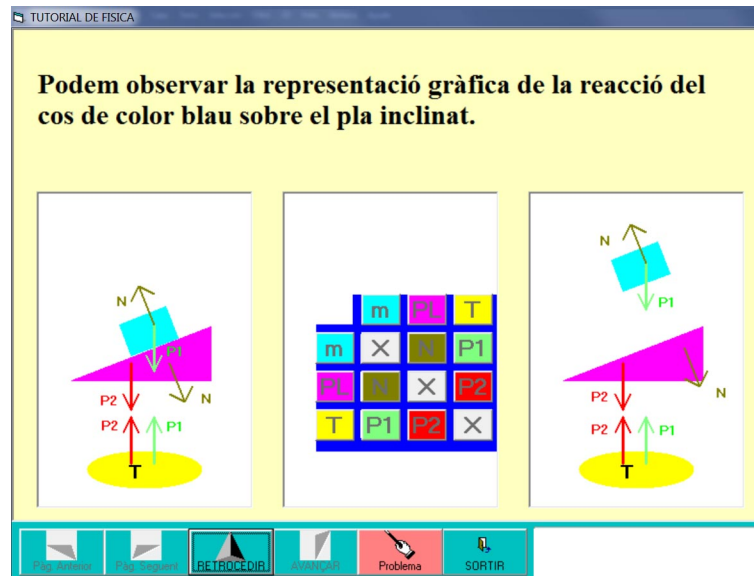 TUTORIAL DE FISICA
Podem observar la representació gràfica de la reacció del
cos de color blau sobre el pla inclinat.
N
P1
N
P2
P2
P1
T
m PL T
m X N P1
PL N X P2
T P1 P2 X
N
P1
N
P2
P2
P1
T
Pàg. Anterior Pàg. Següent RETROCEDIR AVANÇAR Problema SORTIR